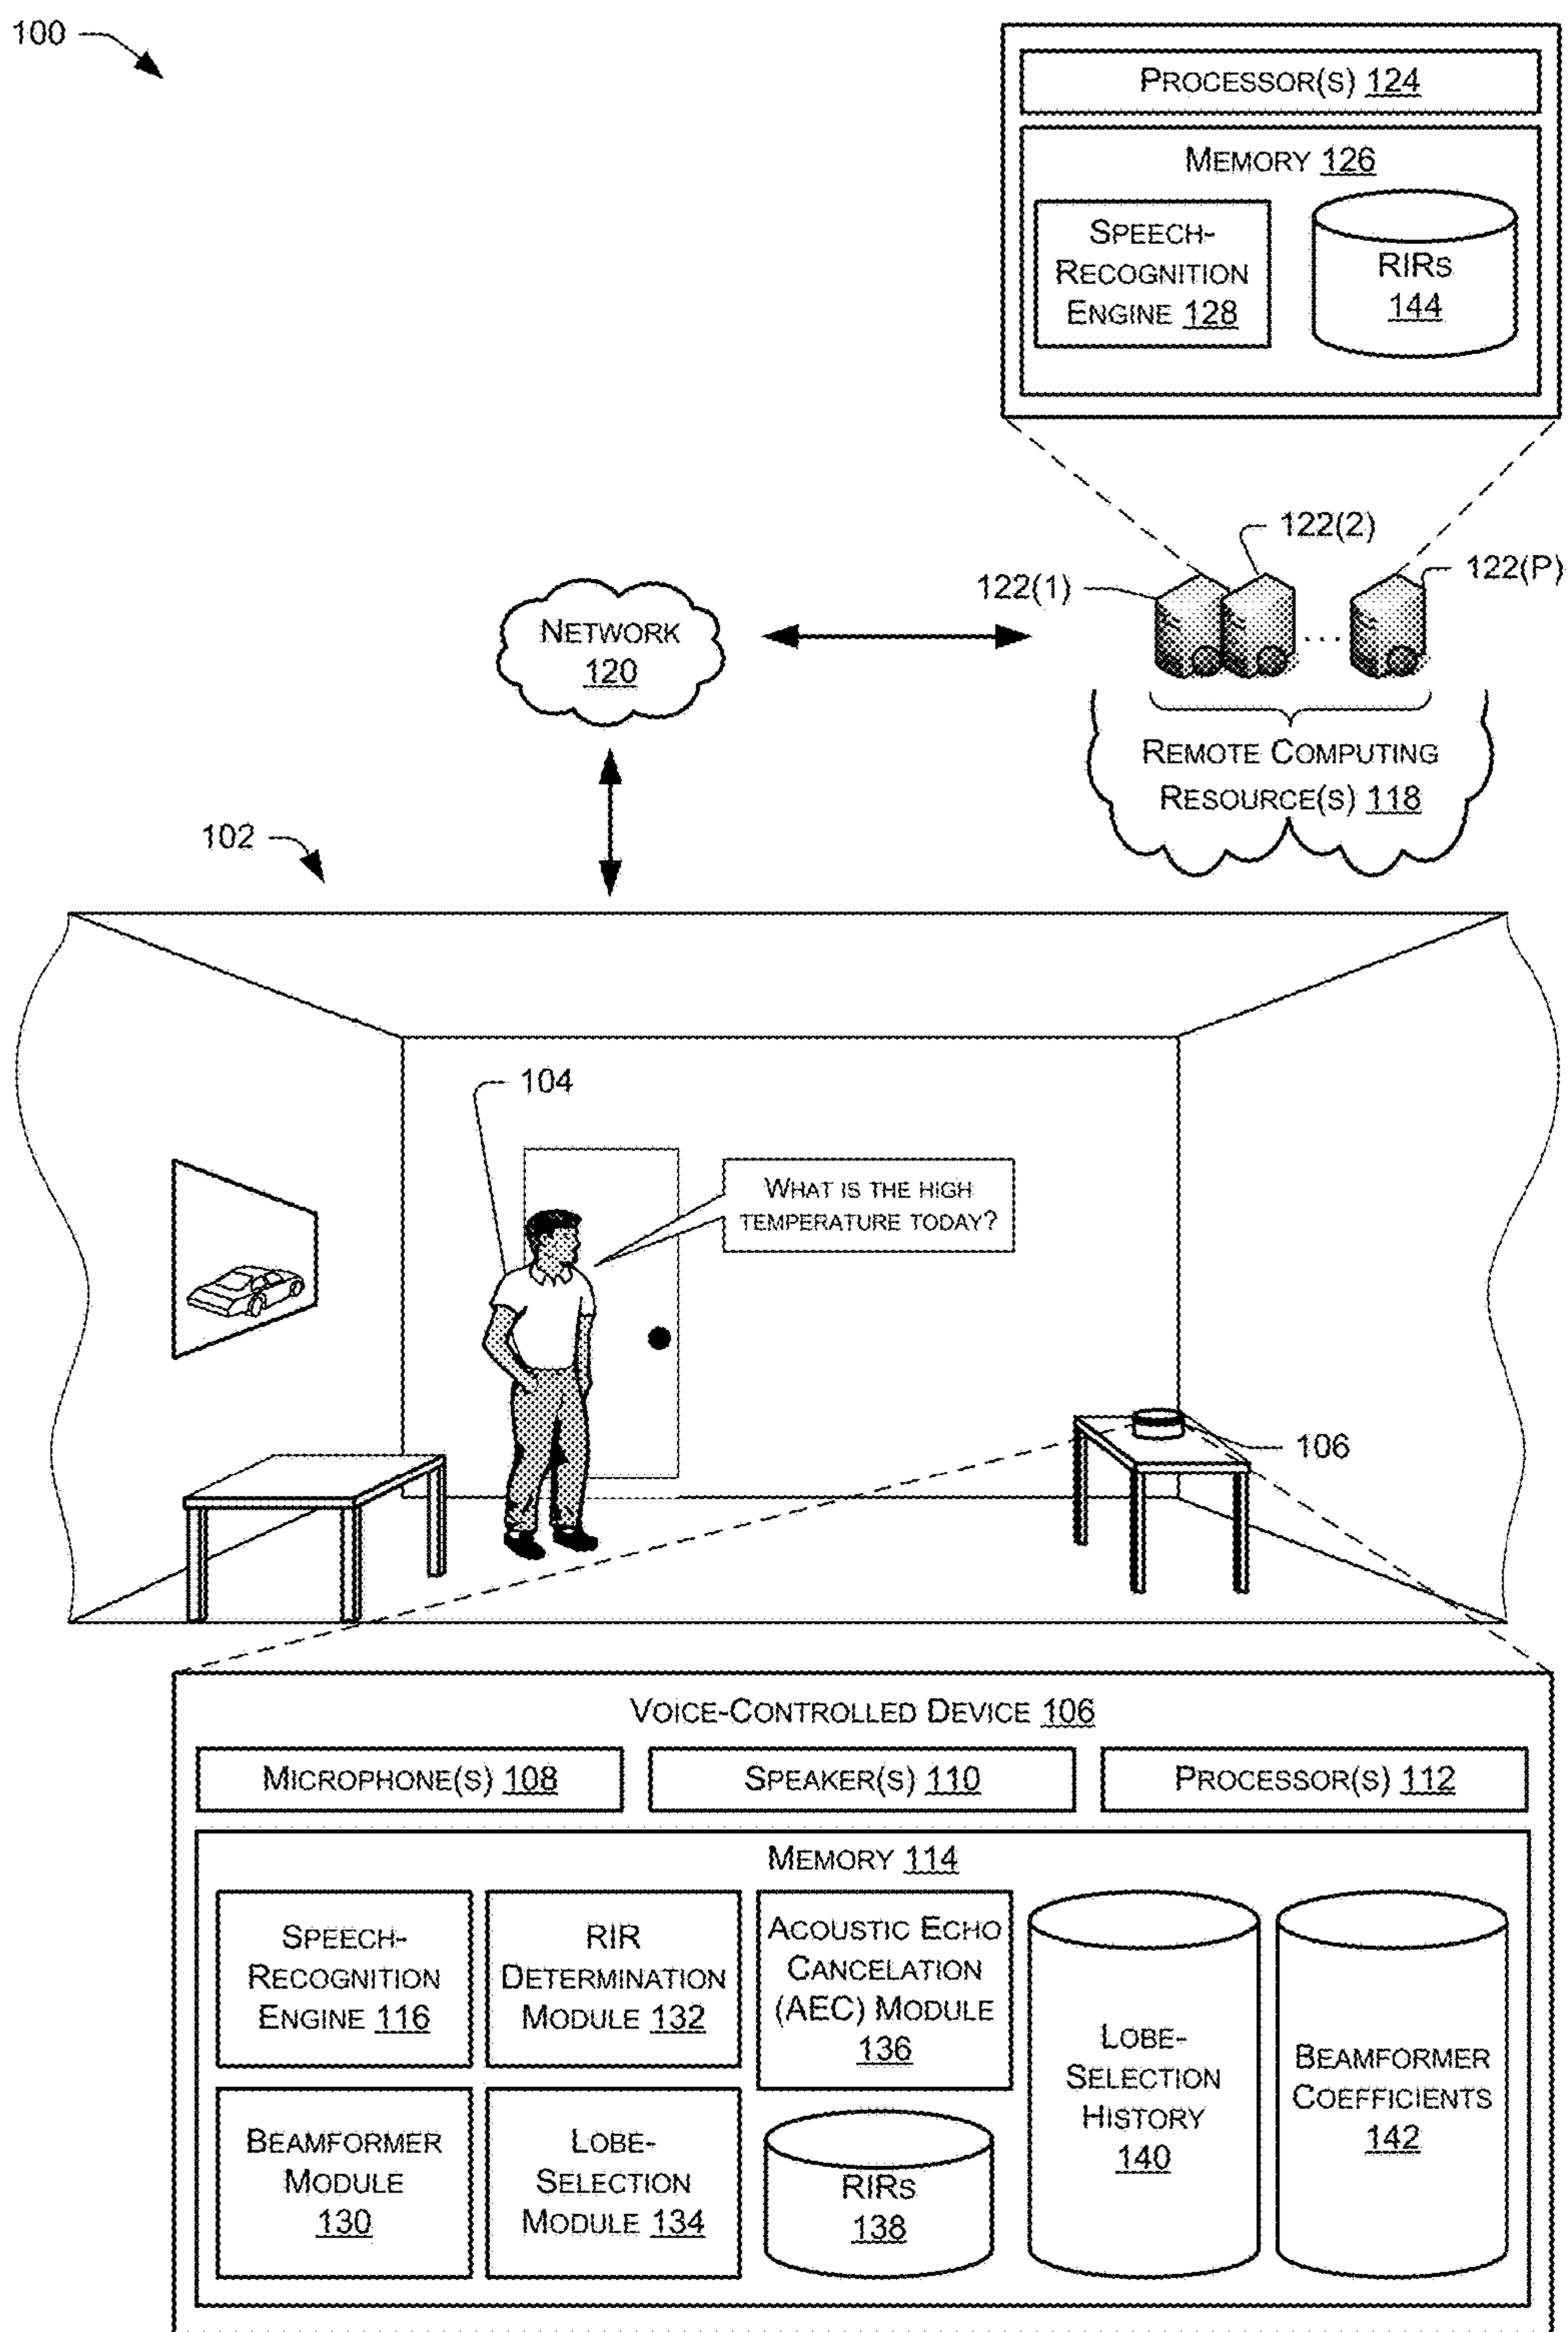 100
PROCESSOR(S) 124
MEMORY 126
SPEECH-
RECOGNITION
ENGINE 128
RIRS
144
122(2)
122(1)
122(P)
NETWORK
120
REMOTE COMPUTING
RESOURCE(S) 118
102
104
WHAT IS THE HIGH
TEMPERATURE TODAY?
106
VOICE-CONTROLLED DEVICE 106
MICROPHONE(S) 108
SPEAKER(S) 110
PROCESSOR(S) 112
MEMORY 114
SPEECH-
RECOGNITION
ENGINE 116
RIR
DETERMINATION
MODULE 132
ACOUSTIC ECHO
CANCELATION
(AEC) MODULE
136
LOBE-
SELECTION
HISTORY
140
BEAMFORMER
COEFFICIENTS
142
BEAMFORMER
MODULE
130
LOBE-
SELECTION
MODULE 134
RIRS
138